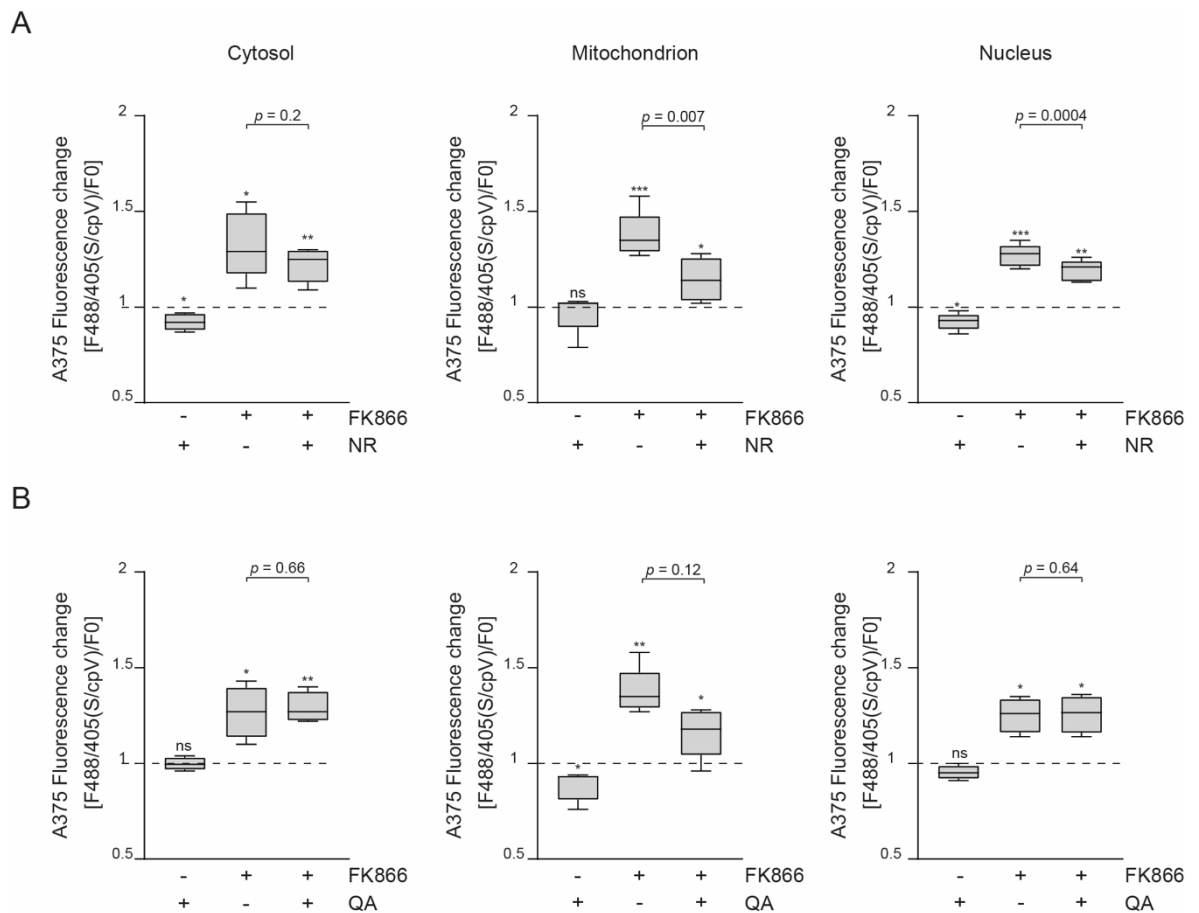 A
Cytosol
Mitochondrion
Nucleus
A375 Fluorescence change
[F488/405(S/cpV)/F0]
2
1.5
1
0.5
p = 0.2
*
*
**
- + + FK866
+ - + NR
A375 Fluorescence change
[F488/405(S/cpV)/F0]
2
1.5
1
0.5
p = 0.007
ns
***
*
- + + FK866
+ - + NR
A375 Fluorescence change
[F488/405(S/cpV)/F0]
2
1.5
1
0.5
p = 0.0004
*
***
**
- + + FK866
+ - + NR
B
A375 Fluorescence change
[F488/405(S/cpV)/F0]
2
1.5
1
0.5
p = 0.66
ns
*
**
- + + FK866
+ - + QA
A375 Fluorescence change
[F488/405(S/cpV)/F0]
2
1.5
1
0.5
p = 0.12
*
**
*
- + + FK866
+ - + QA
A375 Fluorescence change
[F488/405(S/cpV)/F0]
2
1.5
1
0.5
p = 0.64
ns
*
*
- + + FK866
+ - + QA